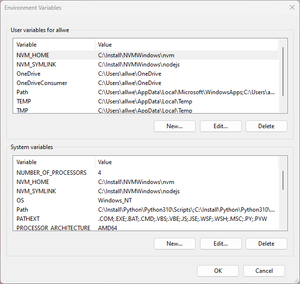 Environment Variables
User variables for allwe
Variable Value
NVM_HOME C:\Install\NVMWindows\nvm
NVM_SYMLINK C:\Install\NVMWindows\nodejs
OneDrive C:\Users\allwe\OneDrive
OneDriveConsumer C:\Users\allwe\OneDrive
Path C:\Users\allwe\AppData\Local\Microsoft\WindowsApps;C:\Users\a...
TEMP C:\Users\allwe\AppData\Local\Temp
TMP C:\Users\allwe\AppData\Local\Temp
New... Edit... Delete
System variables
Variable Value
NUMBER_OF_PROCESSORS 4
NVM_HOME C:\Install\NVMWindows\nvm
NVM_SYMLINK C:\Install\NVMWindows\nodejs
OS Windows_NT
Path C:\Install\Python\Python310\Scripts\;C:\Install\Python\Python310\...
PATHEXT .COM;.EXE;.BAT;.CMD;.VBS;.VBE;.JS;.JSE;.WSF;.WSH;.MSC;.PY;.PYW
PROCESSOR_ARCHITECTURE AMD64
New... Edit... Delete
OK Cancel